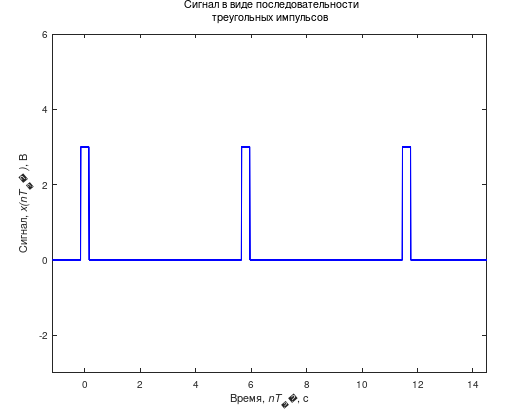 Сигнал в виде последовательности
треугольных импульсов
6
4
2
0
-2
Сигнал, x(nT), В
0 2 4 6 8 10 12 14
Время, nT, с